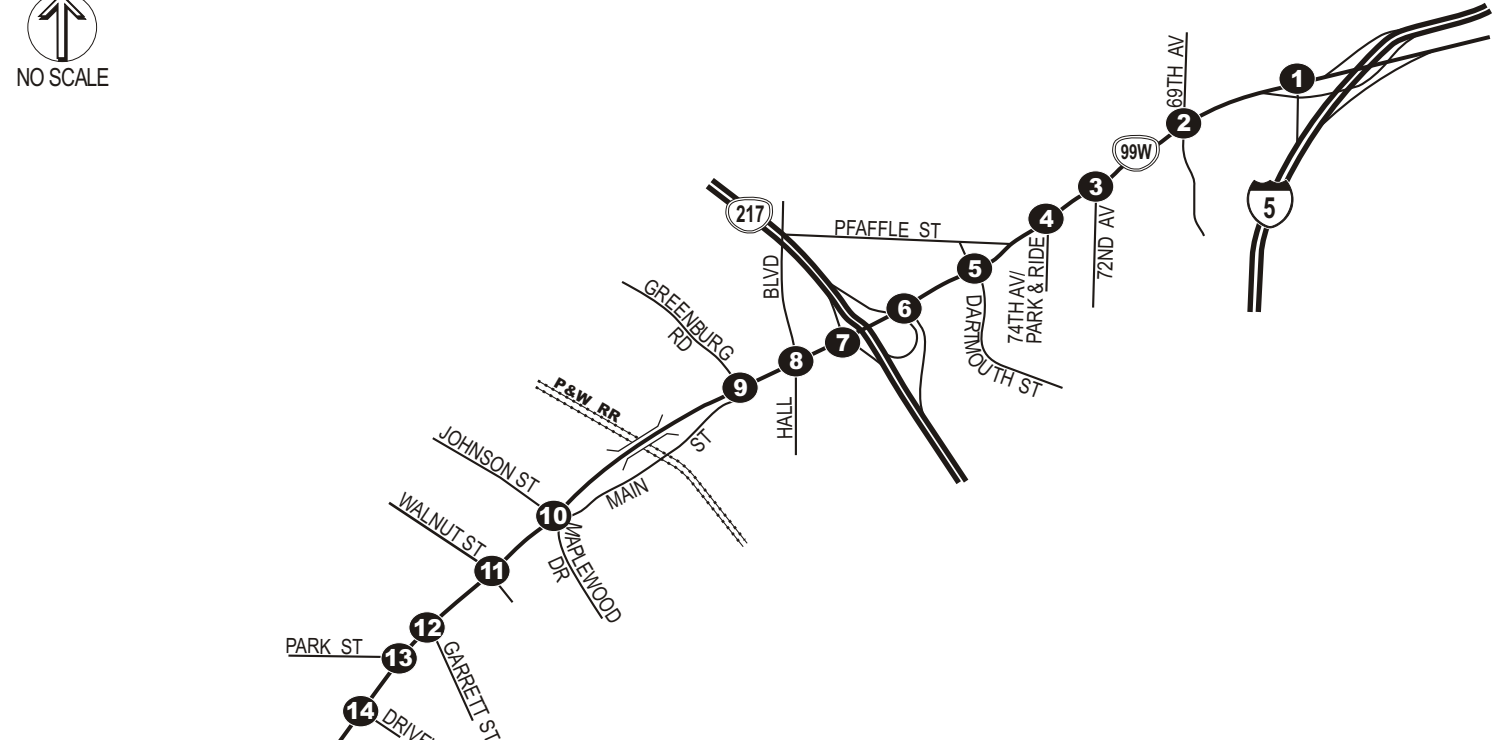 NO SCALE
69TH AV
1
2
99W
3
5
217
4
PFAFFLE ST
72ND AV
BLVD
5
74TH AV/
PARK & RIDE
GREENBURG
RD
6
DARTMOUTH ST
7
8
9
P&W RR
HALL
ST
JOHNSON ST
MAIN
WALNUT ST
10
MAPLEWOOD
DR
11
12
PARK ST
13
GARRETT ST
14